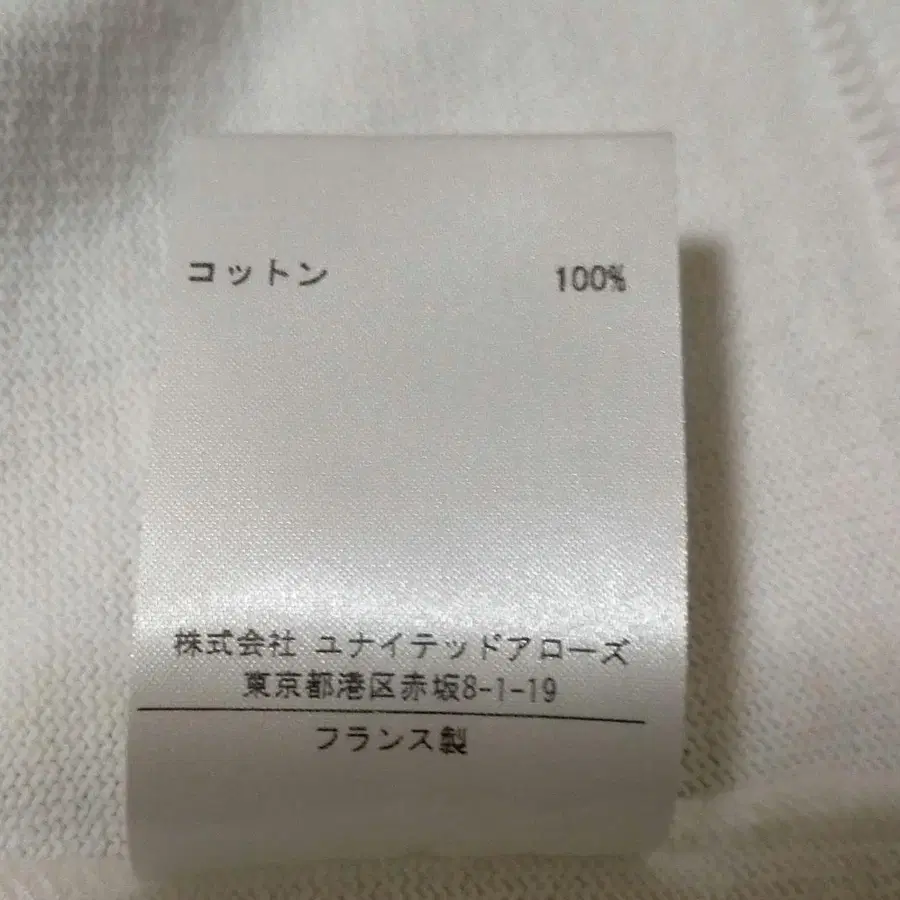 コットン 100%
株式会社 ユナイテッドアローズ
東京都港区赤坂8-1-19
フランス製